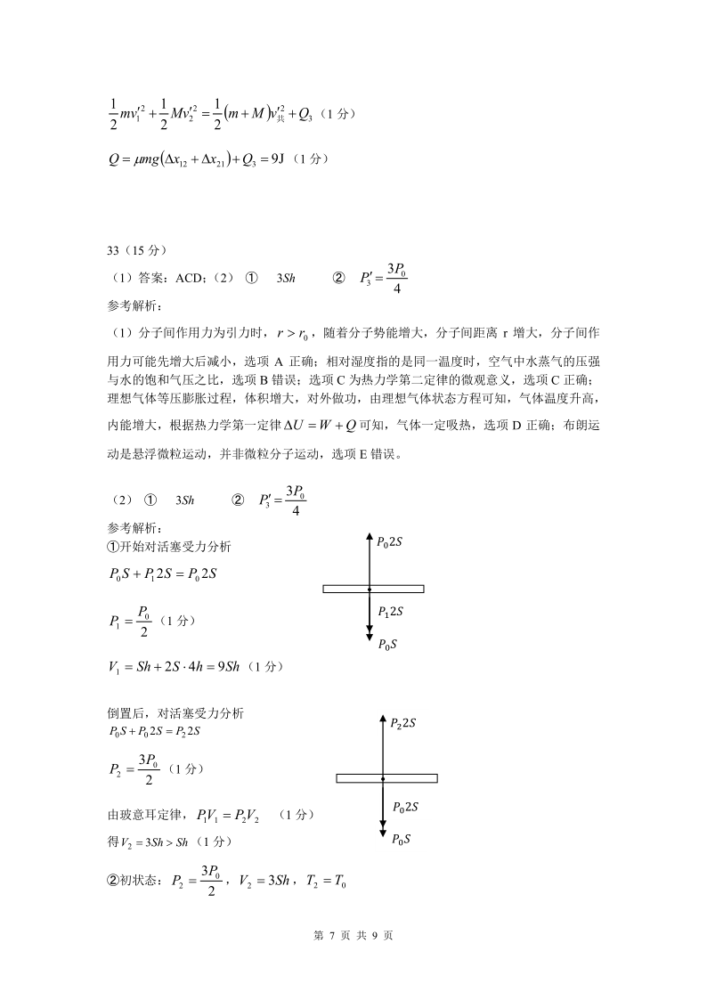 $\frac{1}{2}mv_1'^2+\frac{1}{2}Mv_2'^2=\frac{1}{2}(m+M)v_共'^2+Q_3$（1 分）
$Q=\mu mg(\Delta x_{12}+\Delta x_{21})+Q_3=9\mathrm{J}$（1 分）
33（15 分）
（1）答案：ACD；（2） ① 3Sh ② $P_3'=\frac{3P_0}{4}$
参考解析：
（1）分子间作用力为引力时，$r>r_0$，随着分子势能增大，分子间距离 r 增大，分子间作
用力可能先增大后减小，选项 A 正确；相对湿度指的是同一温度时，空气中水蒸气的压强
与水的饱和气压之比，选项 B 错误；选项 C 为热力学第二定律的微观意义，选项 C 正确；
理想气体等压膨胀过程，体积增大，对外做功，由理想气体状态方程可知，气体温度升高，
内能增大，根据热力学第一定律 $\Delta U=W+Q$ 可知，气体一定吸热，选项 D 正确；布朗运
动是悬浮微粒运动，并非微粒分子运动，选项 E 错误。
（2） ① 3Sh ② $P_3'=\frac{3P_0}{4}$
参考解析：
①开始对活塞受力分析
$P_0S+P_12S=P_02S$
$P_1=\frac{P_0}{2}$（1 分）
$V_1=Sh+2S\cdot4h=9Sh$（1 分）
$P_02S$
$P_12S$
$P_0S$
倒置后，对活塞受力分析
$P_0S+P_02S=P_22S$
$P_2=\frac{3P_0}{2}$（1 分）
由玻意耳定律，$P_1V_1=P_2V_2$ （1 分）
得$V_2=3Sh>Sh$（1 分）
$P_22S$
$P_02S$
$P_0S$
②初状态：$P_2=\frac{3P_0}{2}$，$V_2=3Sh$，$T_2=T_0$
第 7 页 共 9 页